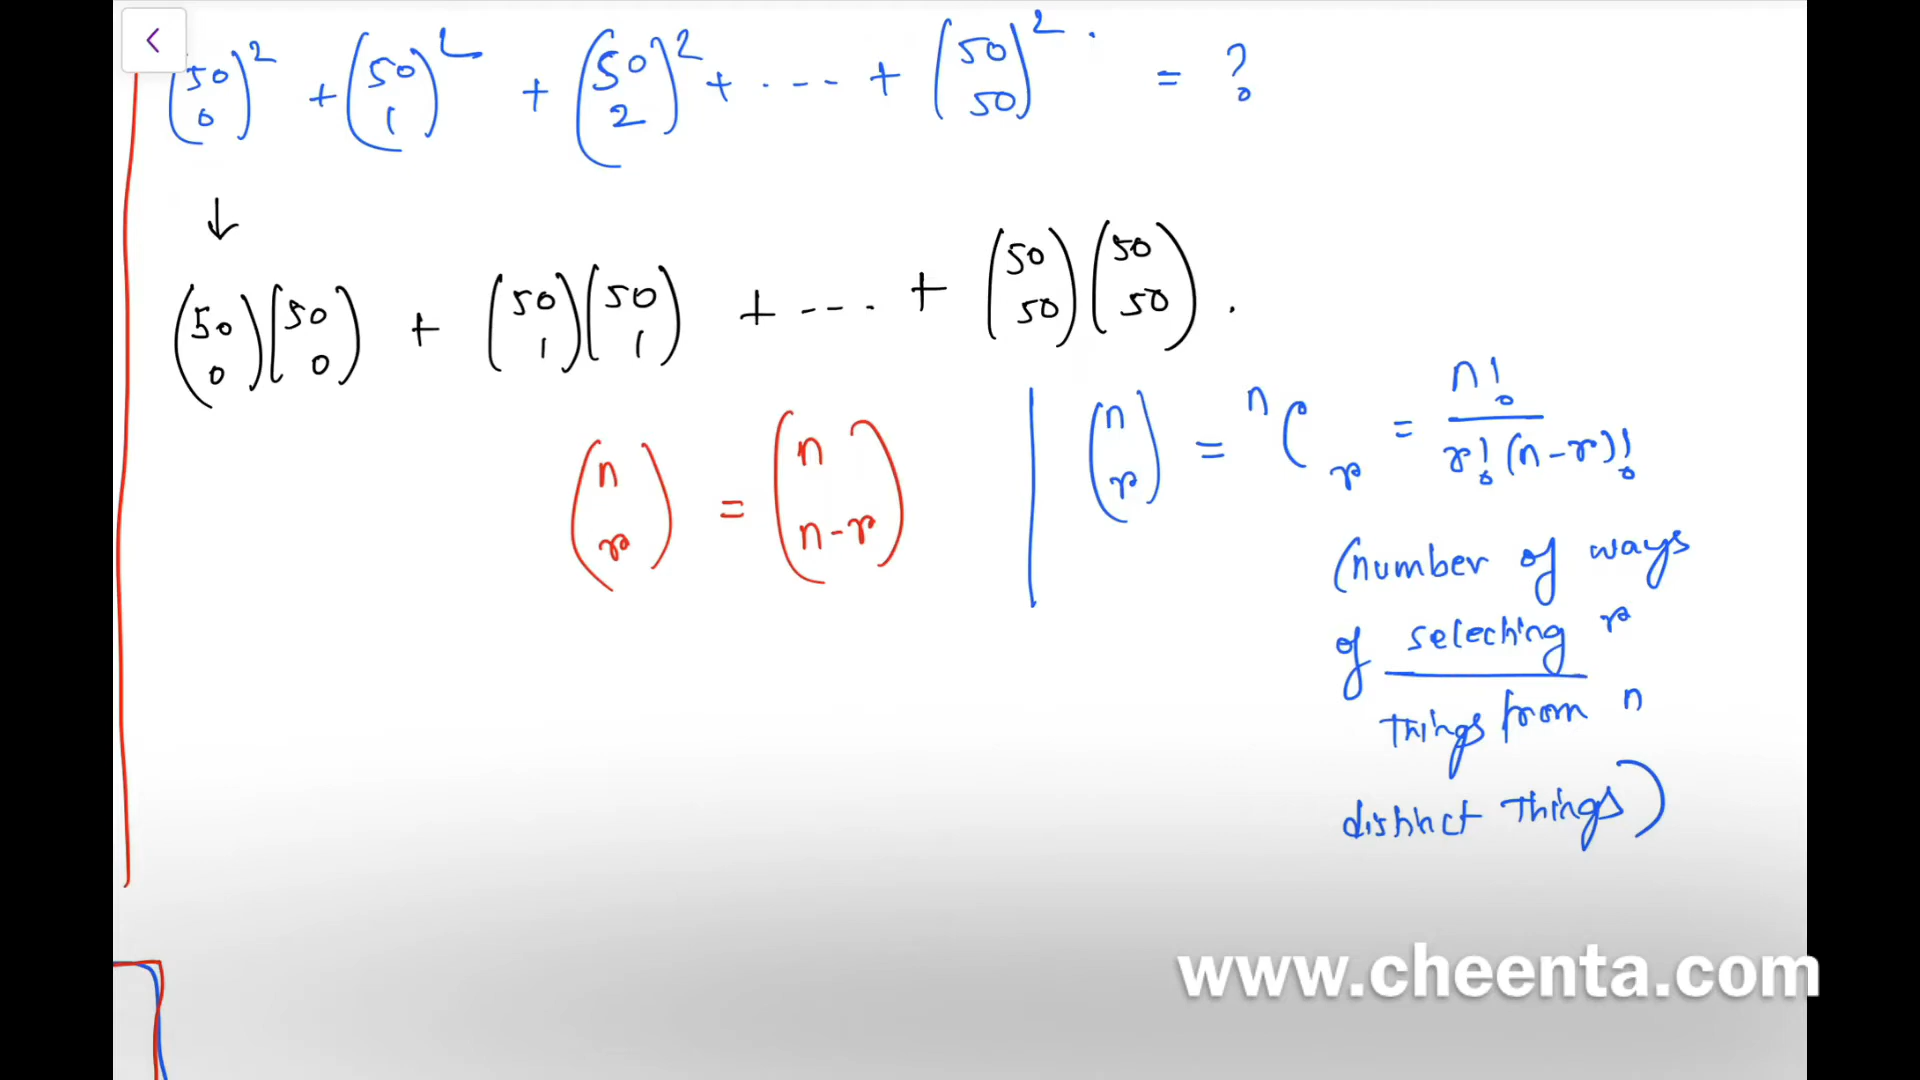 (50 0)² + (50 1)² + (50 2)² + ---- + (50 50)² . = ?
↓
(50 0)(50 0) + (50 1)(50 1) + ---. + (50 50)(50 50) .
(n r) = (n n-r)
(n r) = nCr = n! / r!(n-r)!
(number of ways
of selecting r
things from n
distinct things)
www.cheenta.com